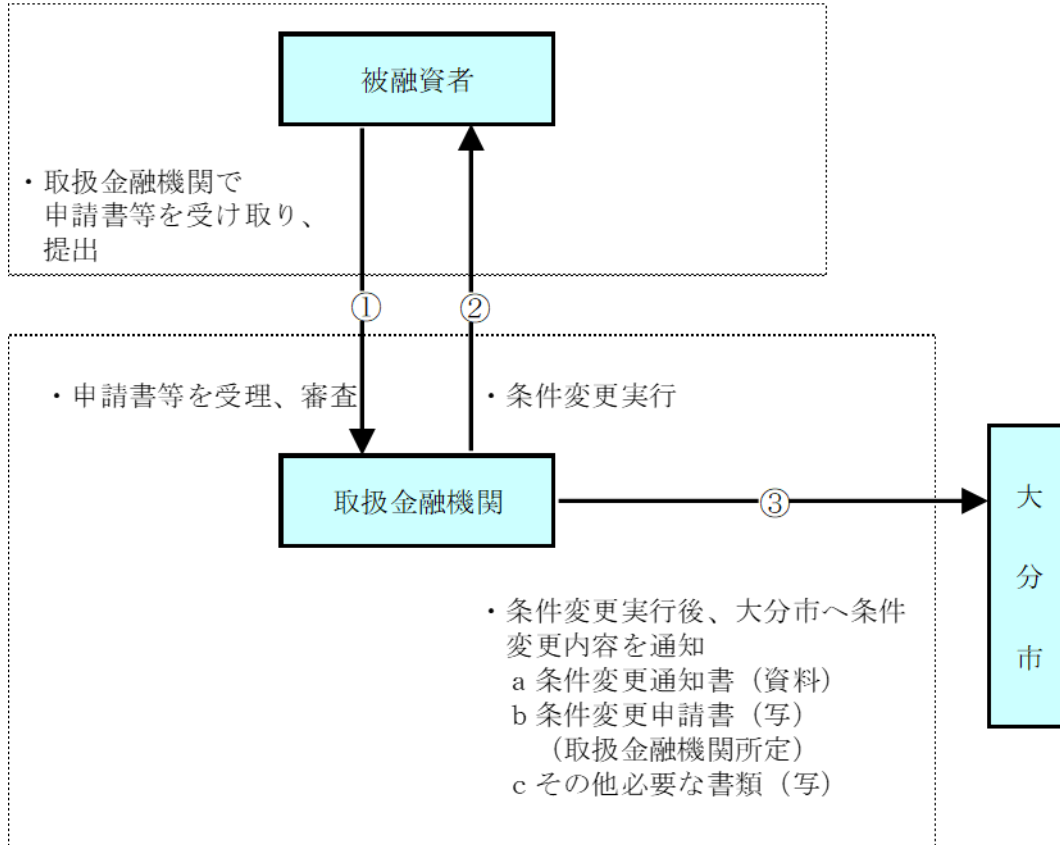 被融資者
・取扱金融機関で
申請書等を受け取り、
提出
①
②
・申請書等を受理、審査
・条件変更実行
取扱金融機関
③
大
分
市
・条件変更実行後、大分市へ条件
変更内容を通知
a 条件変更通知書（資料）
b 条件変更申請書（写）
（取扱金融機関所定）
c その他必要な書類（写）